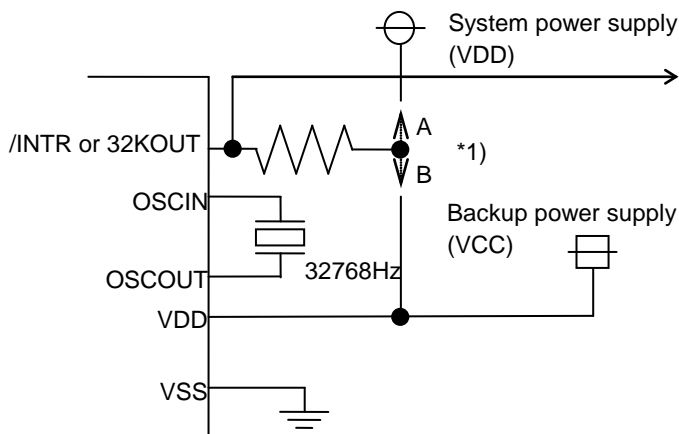 System power supply
(VDD)
A
/INTR or 32KOUT
*1)
B
OSCIN
Backup power supply
(VCC)
OSCOUT
32768Hz
VDD
VSS